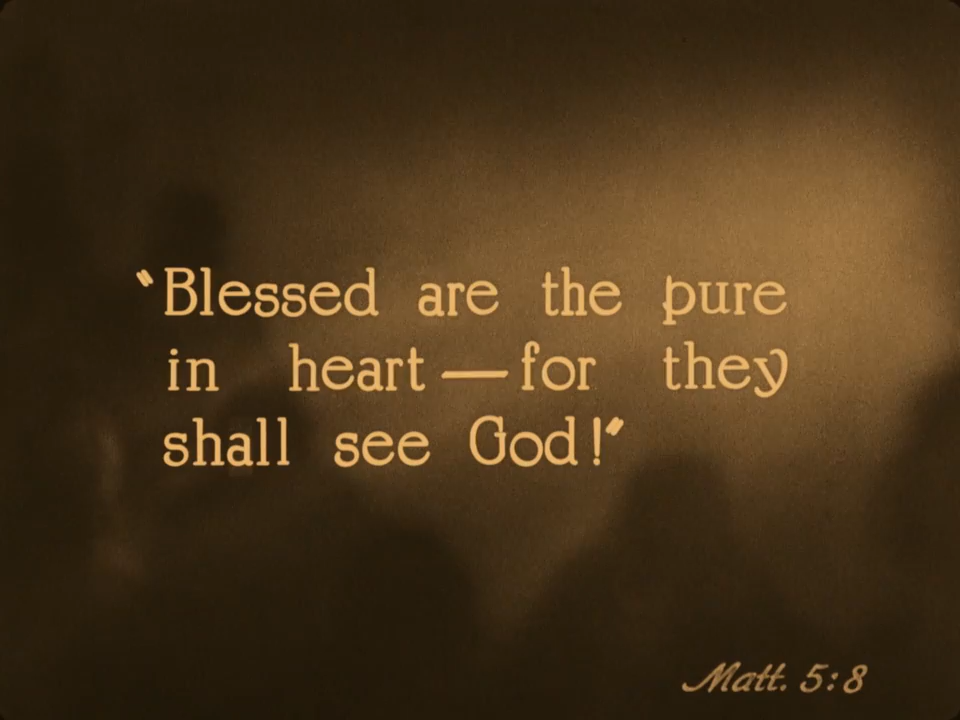 "Blessed are the pure
in heart—for they
shall see God!"
Matt. 5:8